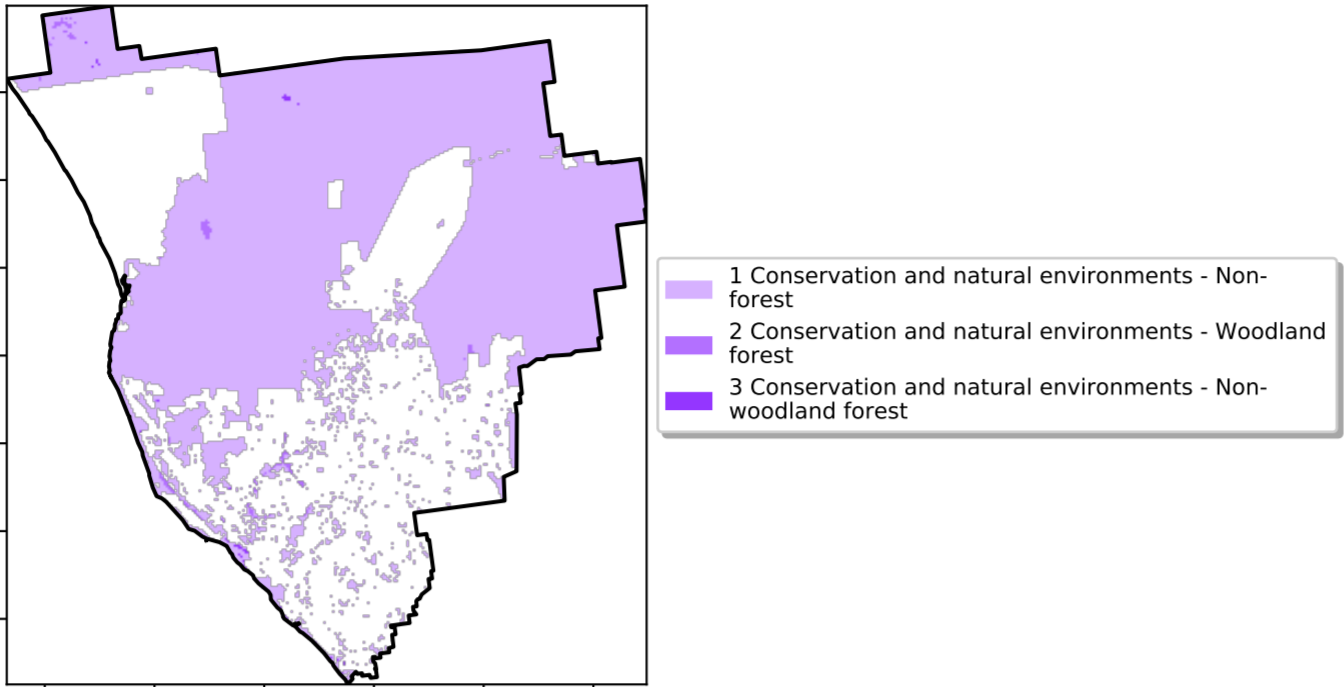 1 Conservation and natural environments - Non-
forest
2 Conservation and natural environments - Woodland
forest
3 Conservation and natural environments - Non-
woodland forest